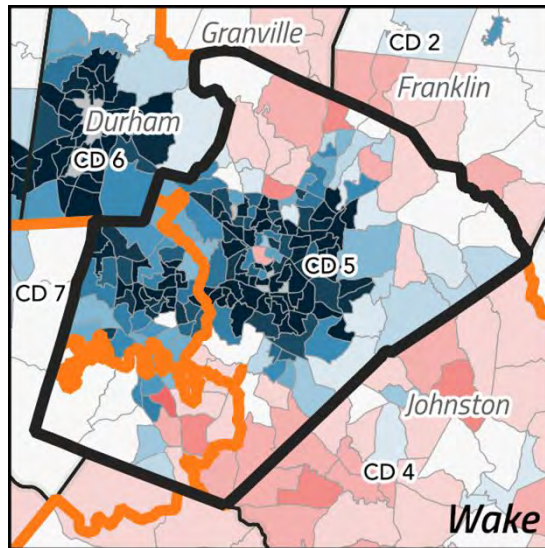 Granville
CD 2
Franklin
Durham
CD 6
CD 5
CD 7
Johnston
CD 4
Wake